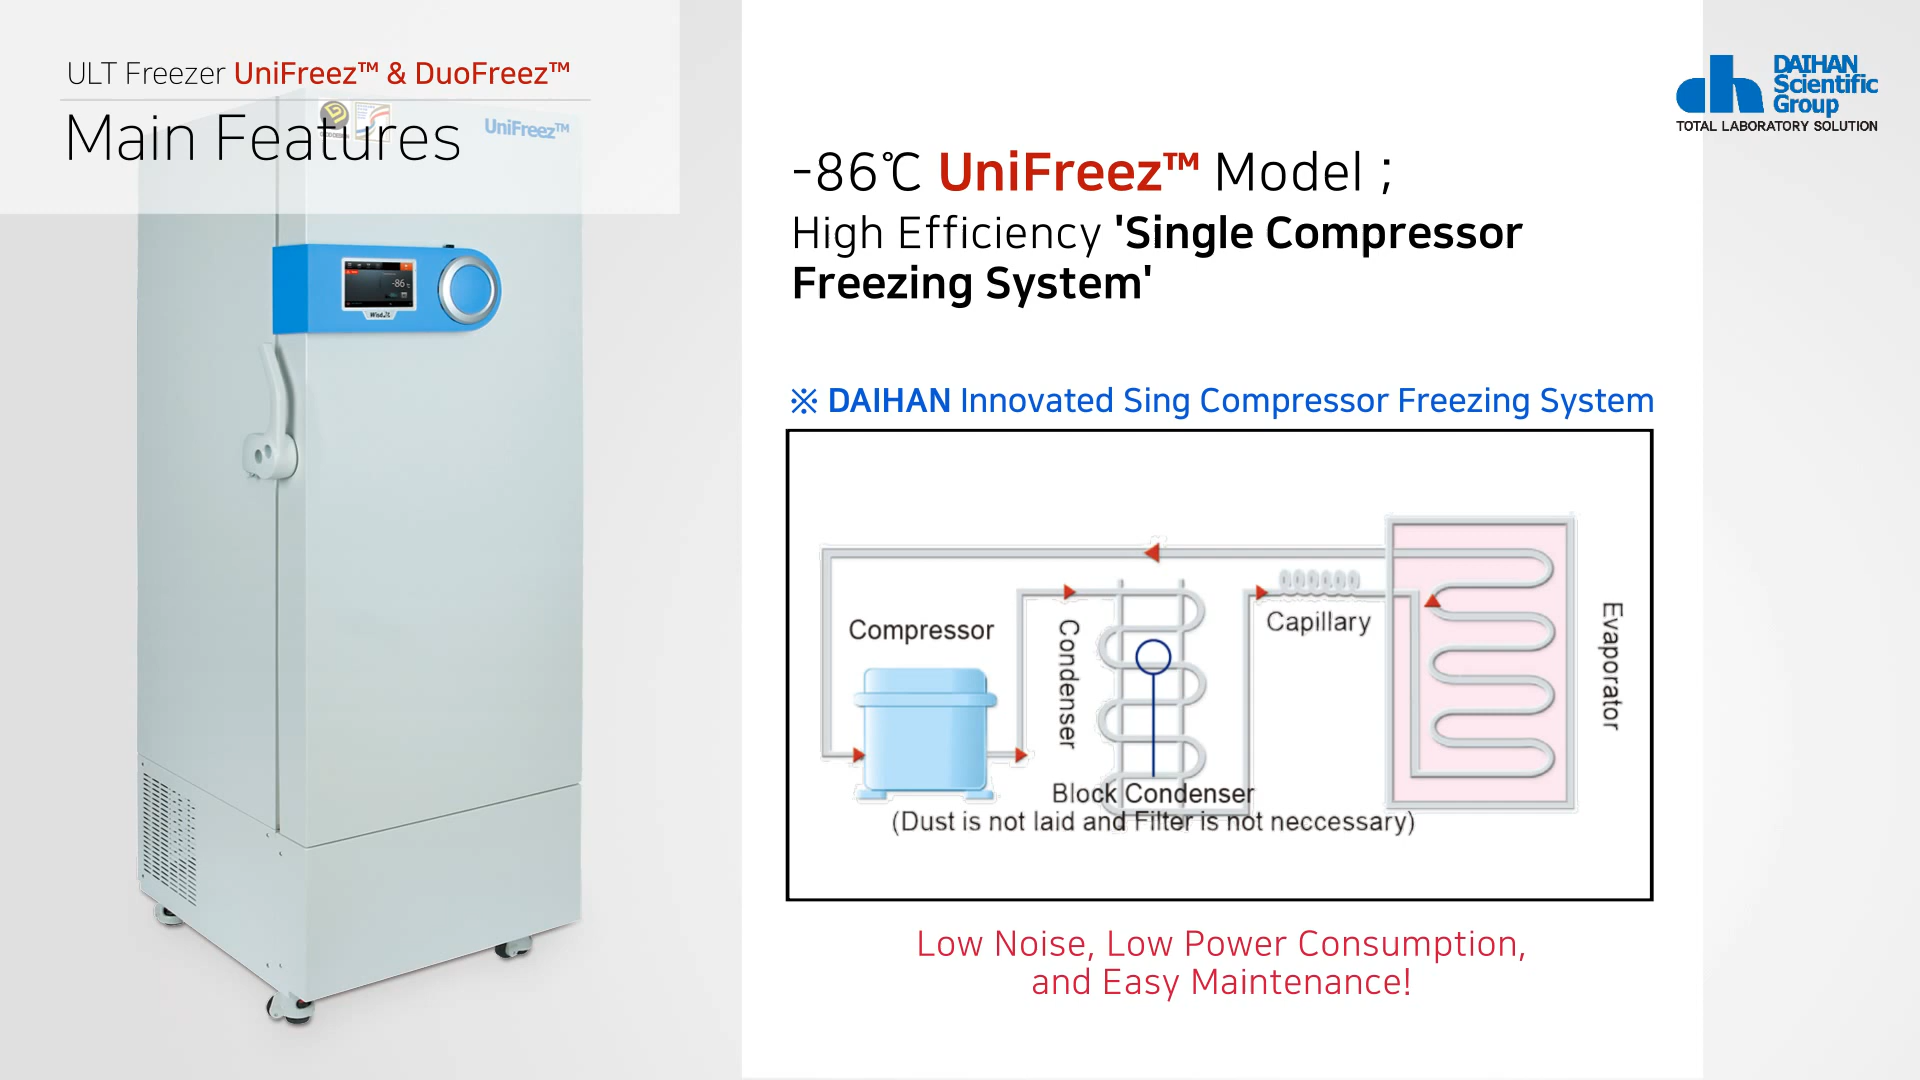 ULT Freezer UniFreez™ & DuoFreez™
Main Features
UniFreez™
-86
DAIHAN
Scientific
Group
TOTAL LABORATORY SOLUTION
-86℃ UniFreez™ Model ;
High Efficiency 'Single Compressor
Freezing System'
※ DAIHAN Innovated Sing Compressor Freezing System
Compressor
Condenser
Capillary
Evaporator
Block Condenser
(Dust is not laid and Filter is not neccessary)
Low Noise, Low Power Consumption,
and Easy Maintenance!